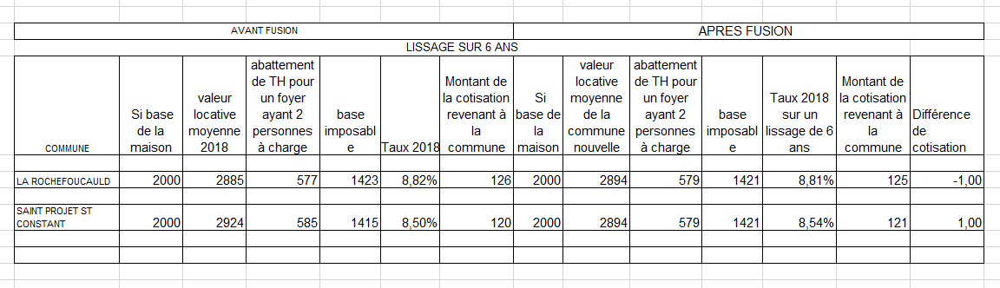 AVANT FUSION APRES FUSION
LISSAGE SUR 6 ANS
COMMUNE Si base de la maison valeur locative moyenne 2018 abattement de TH pour un foyer ayant 2 personnes à charge base imposabl e Taux 2018 Montant de la cotisation revenant à la commune Si base de la maison valeur locative moyenne de la commune nouvelle abattement de TH pour un foyer ayant 2 personnes à charge base imposabl e Taux 2018 sur un lissage de 6 ans Montant de la cotisation revenant à la commune Différence de cotisation
LA ROCHEFOUCAULD 2000 2885 577 1423 8,82% 126 2000 2894 579 1421 8,81% 125 -1,00
SAINT PROJET ST CONSTANT 2000 2924 585 1415 8,50% 120 2000 2894 579 1421 8,54% 121 1,00